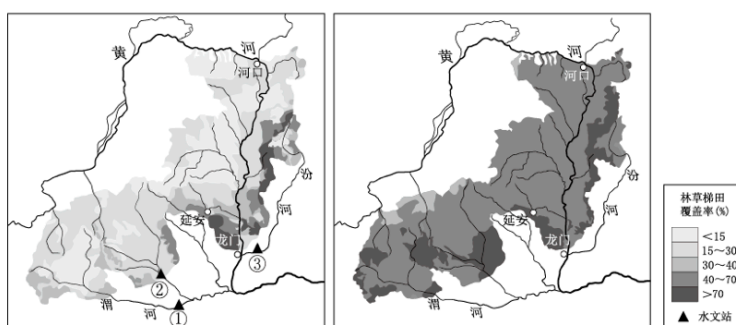 黄
河
河口
汾
河
延安
龙门
③
②
渭
河
①
黄
河
河口
汾
河
延安
龙门
渭
河
林草梯田
覆盖率(%)
<15
15~30
30~40
40~70
>70
水文站